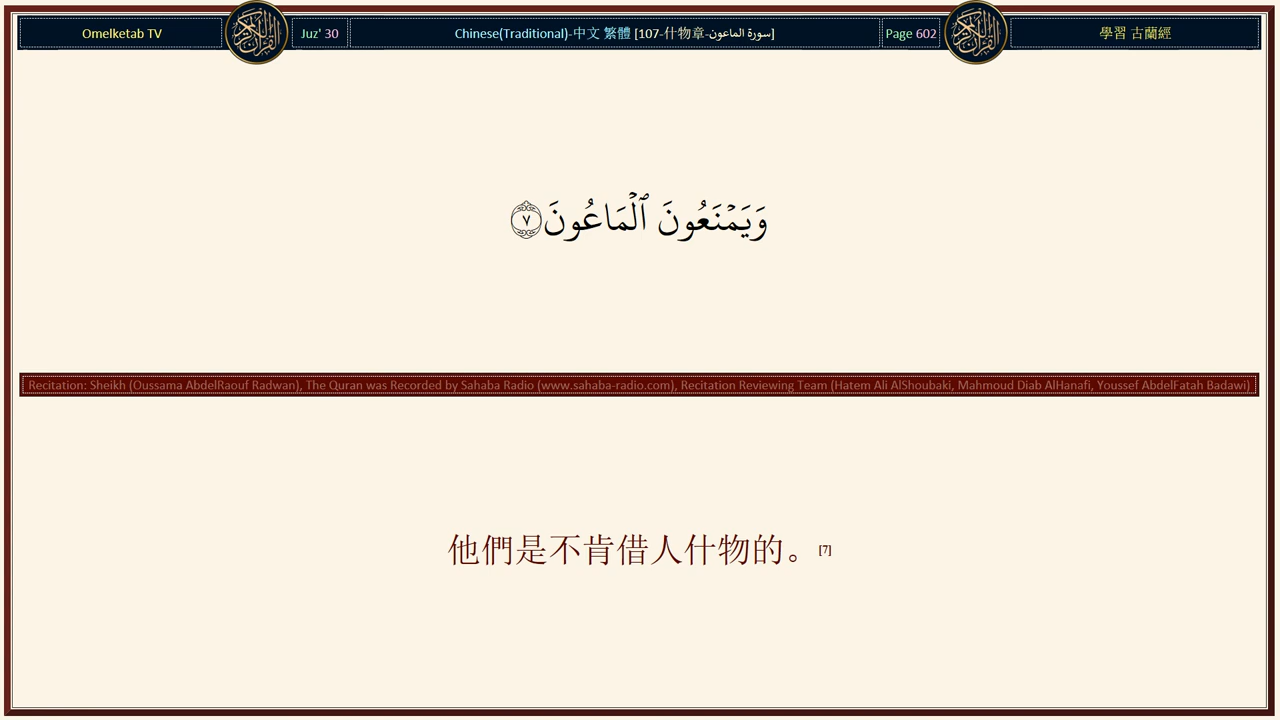 Omelketab TV
Juz' 30
Chinese(Traditional)-中文 繁體 [107-什物章-سورة الماعون]
Page 602
學習 古蘭經
وَيَمۡنَعُونَ ٱلۡمَاعُونَ ٧
Recitation: Sheikh (Oussama AbdelRaouf Radwan), The Quran was Recorded by Sahaba Radio (www.sahaba-radio.com), Recitation Reviewing Team (Hatem Ali AlShoubaki, Mahmoud Diab AlHanafi, Youssef AbdelFatah Badawi)
他們是不肯借人什物的。[7]